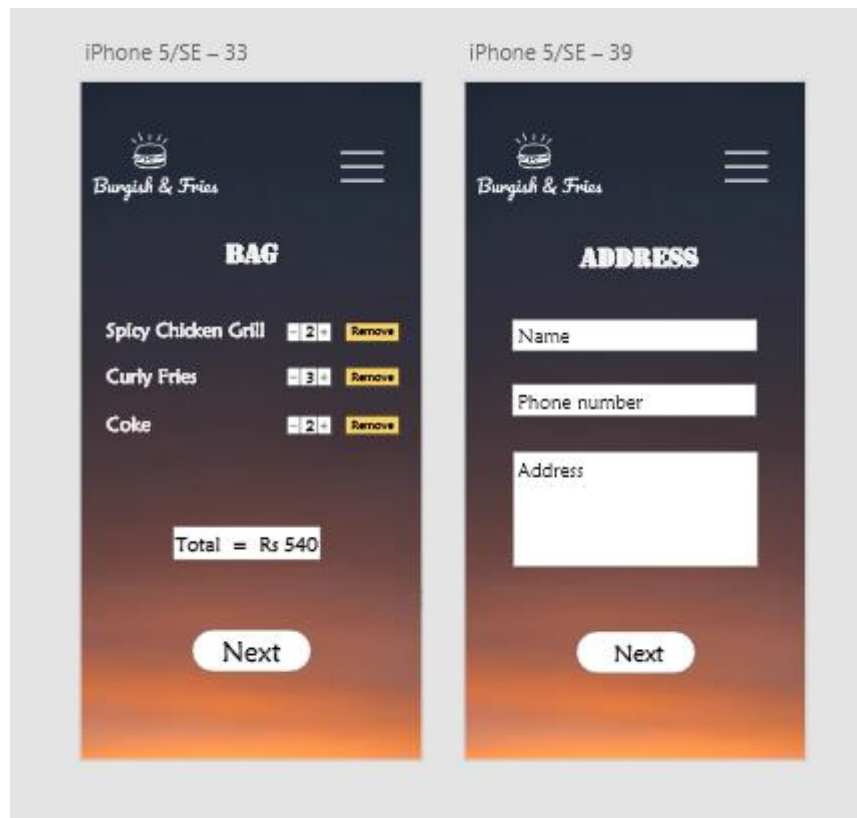 iPhone 5/SE – 33
Burgish & Fries
BAG
Spicy Chicken Grill - 2 + Remove
Curly Fries - 3 + Remove
Coke - 2 + Remove
Total = Rs 540
Next
iPhone 5/SE – 39
Burgish & Fries
ADDRESS
Name
Phone number
Address
Next